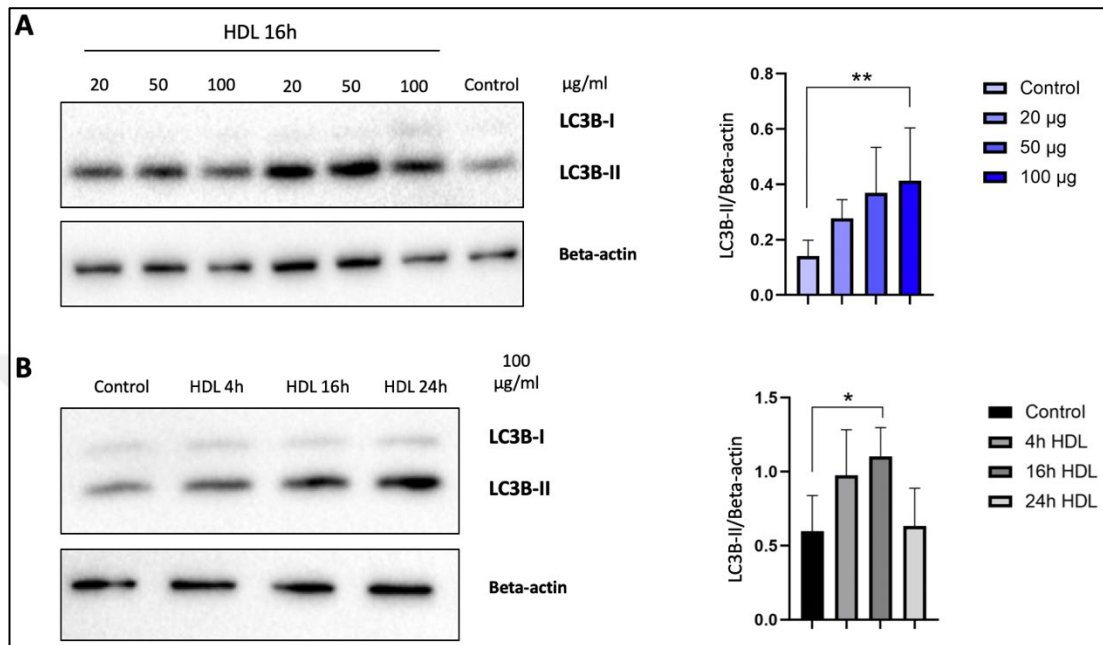 A
HDL 16h
20 50 100 20 50 100 Control µg/ml
LC3B-I
LC3B-II
Beta-actin
LC3B-II/Beta-actin
0.8
0.6
0.4
0.2
0.0
**
Control
20 µg
50 µg
100 µg
B
Control HDL 4h HDL 16h HDL 24h
100
µg/ml
LC3B-I
LC3B-II
Beta-actin
LC3B-II/Beta-actin
1.5
1.0
0.5
0.0
*
Control
4h HDL
16h HDL
24h HDL